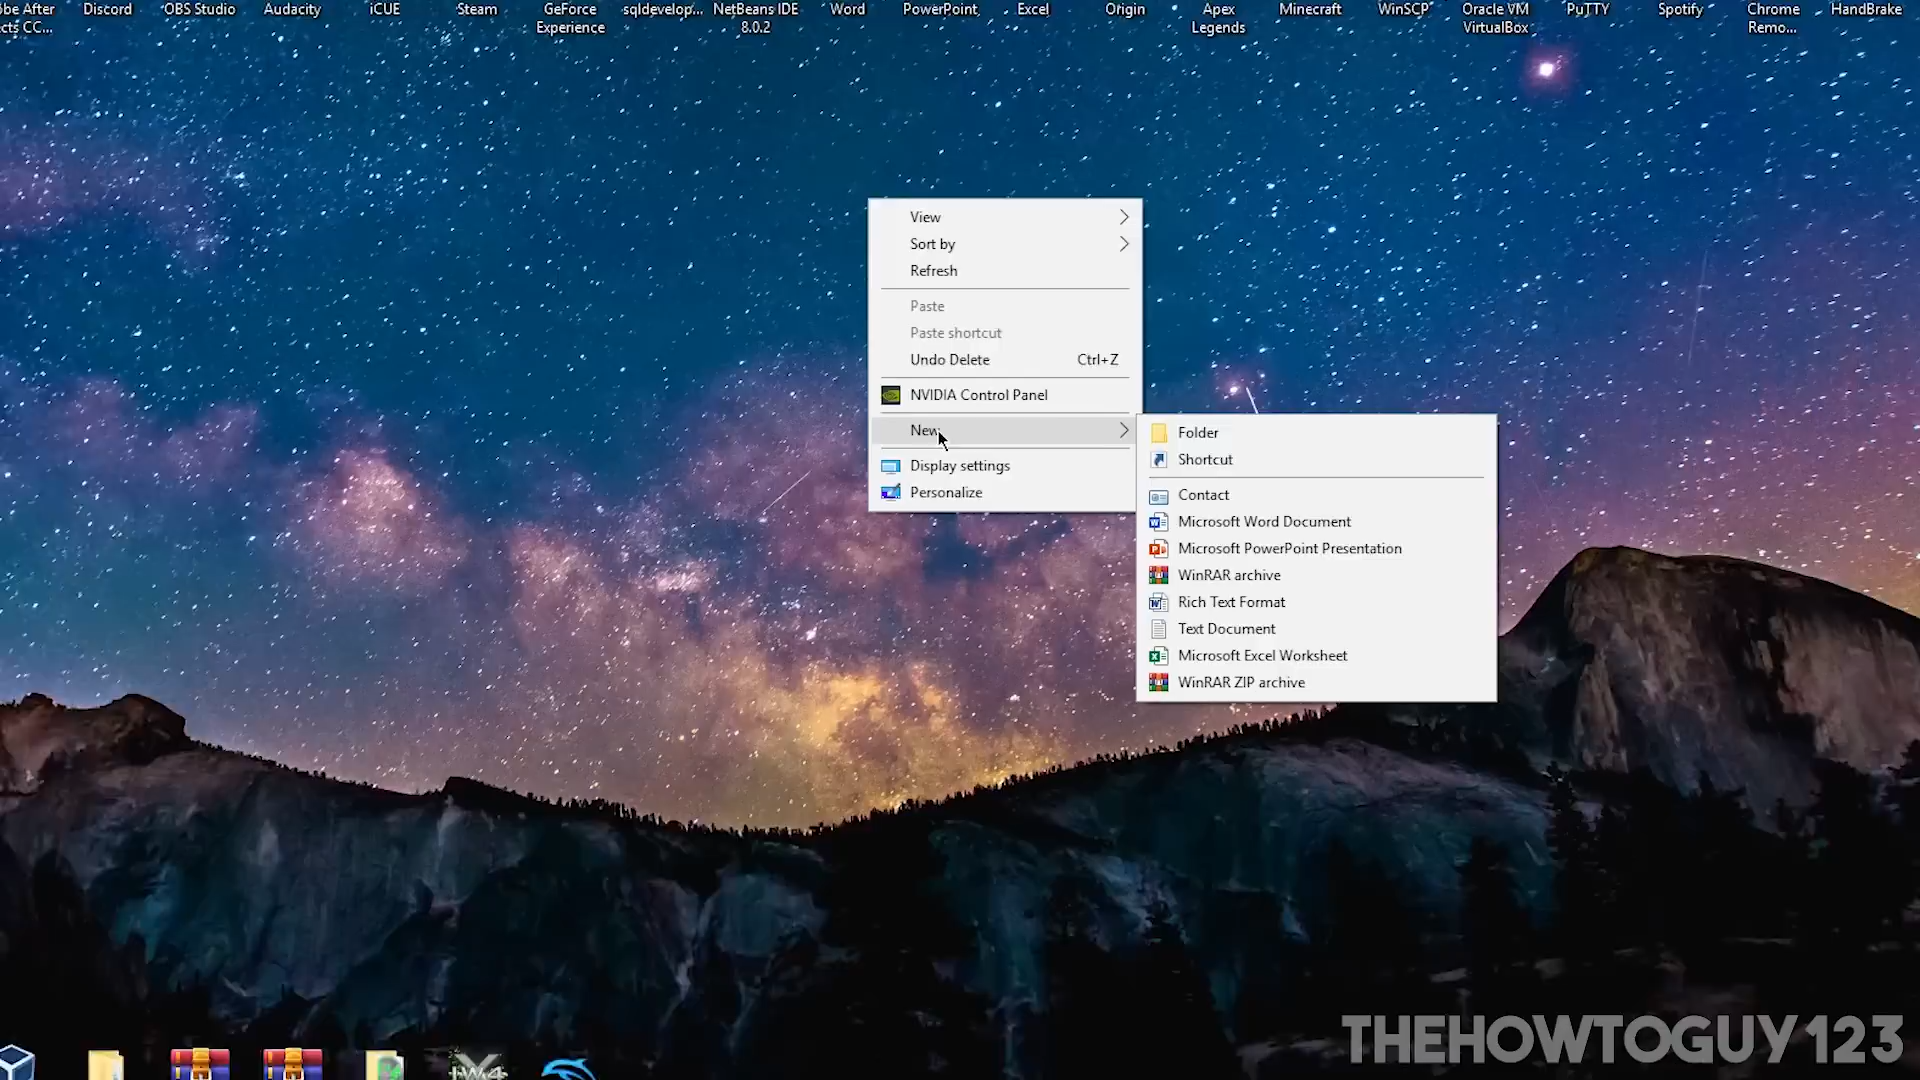 be After
cts CC...
Discord
OBS Studio
Audacity
iCUE
Steam
GeForce
Experience
sqldevelop...
NetBeans IDE
8.0.2
Word
PowerPoint
Excel
Origin
Apex
Legends
Minecraft
WinSCP
Oracle VM
VirtualBox
PuTTY
Spotify
Chrome
Remo...
HandBrake
View
Sort by
Refresh
Paste
Paste shortcut
Undo Delete Ctrl+Z
NVIDIA Control Panel
New
Display settings
Personalize
Folder
Shortcut
Contact
Microsoft Word Document
Microsoft PowerPoint Presentation
WinRAR archive
Rich Text Format
Text Document
Microsoft Excel Worksheet
WinRAR ZIP archive
THEHOWTOGUY123